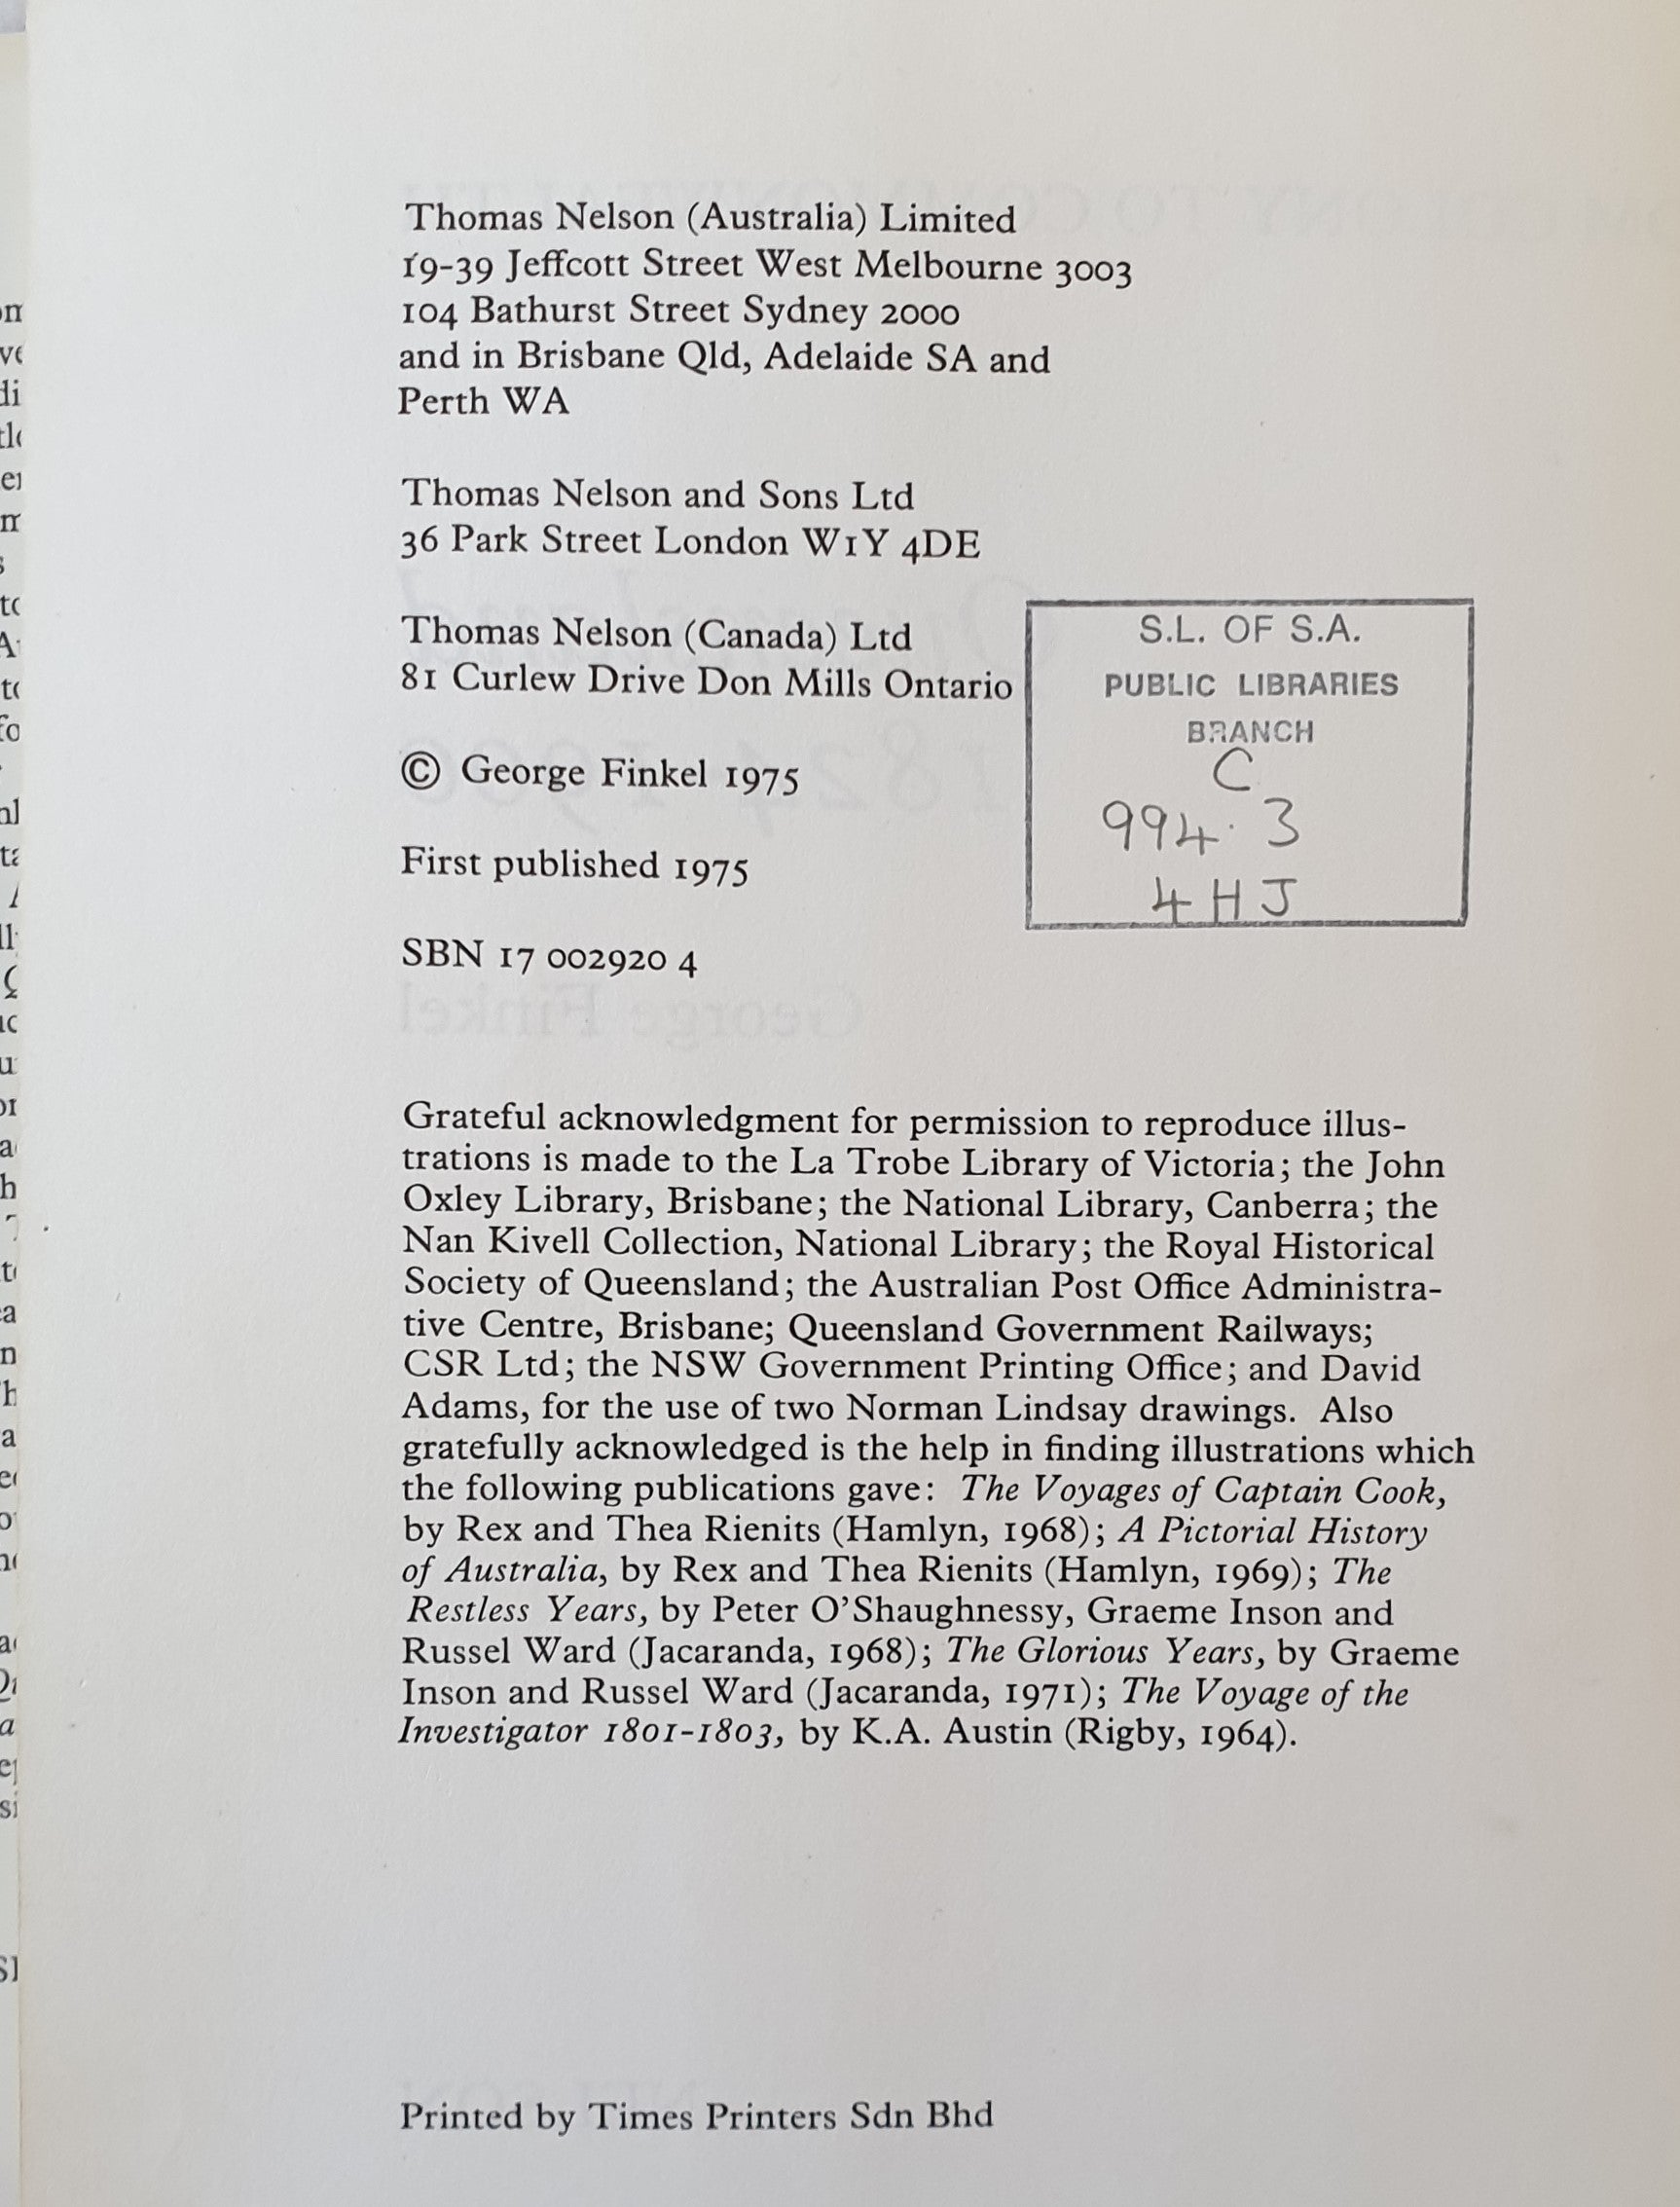 Thomas Nelson (Australia) Limited
19-39 Jeffcott Street West Melbourne 3003
104 Bathurst Street Sydney 2000
and in Brisbane Qld, Adelaide SA and
Perth WA
Thomas Nelson and Sons Ltd
36 Park Street London W1Y 4DE
Thomas Nelson (Canada) Ltd
81 Curlew Drive Don Mills Ontario
© George Finkel 1975
First published 1975
SBN 17 002920 4
S.L. OF S.A.
PUBLIC LIBRARIES
BRANCH
C
994.3
4HJ
Grateful acknowledgment for permission to reproduce illus-
trations is made to the La Trobe Library of Victoria; the John
Oxley Library, Brisbane; the National Library, Canberra; the
Nan Kivell Collection, National Library; the Royal Historical
Society of Queensland; the Australian Post Office Administra-
tive Centre, Brisbane; Queensland Government Railways;
CSR Ltd; the NSW Government Printing Office; and David
Adams, for the use of two Norman Lindsay drawings. Also
gratefully acknowledged is the help in finding illustrations which
the following publications gave: The Voyages of Captain Cook,
by Rex and Thea Rienits (Hamlyn, 1968); A Pictorial History
of Australia, by Rex and Thea Rienits (Hamlyn, 1969); The
Restless Years, by Peter O'Shaughnessy, Graeme Inson and
Russel Ward (Jacaranda, 1968); The Glorious Years, by Graeme
Inson and Russel Ward (Jacaranda, 1971); The Voyage of the
Investigator 1801-1803, by K.A. Austin (Rigby, 1964).
Printed by Times Printers Sdn Bhd